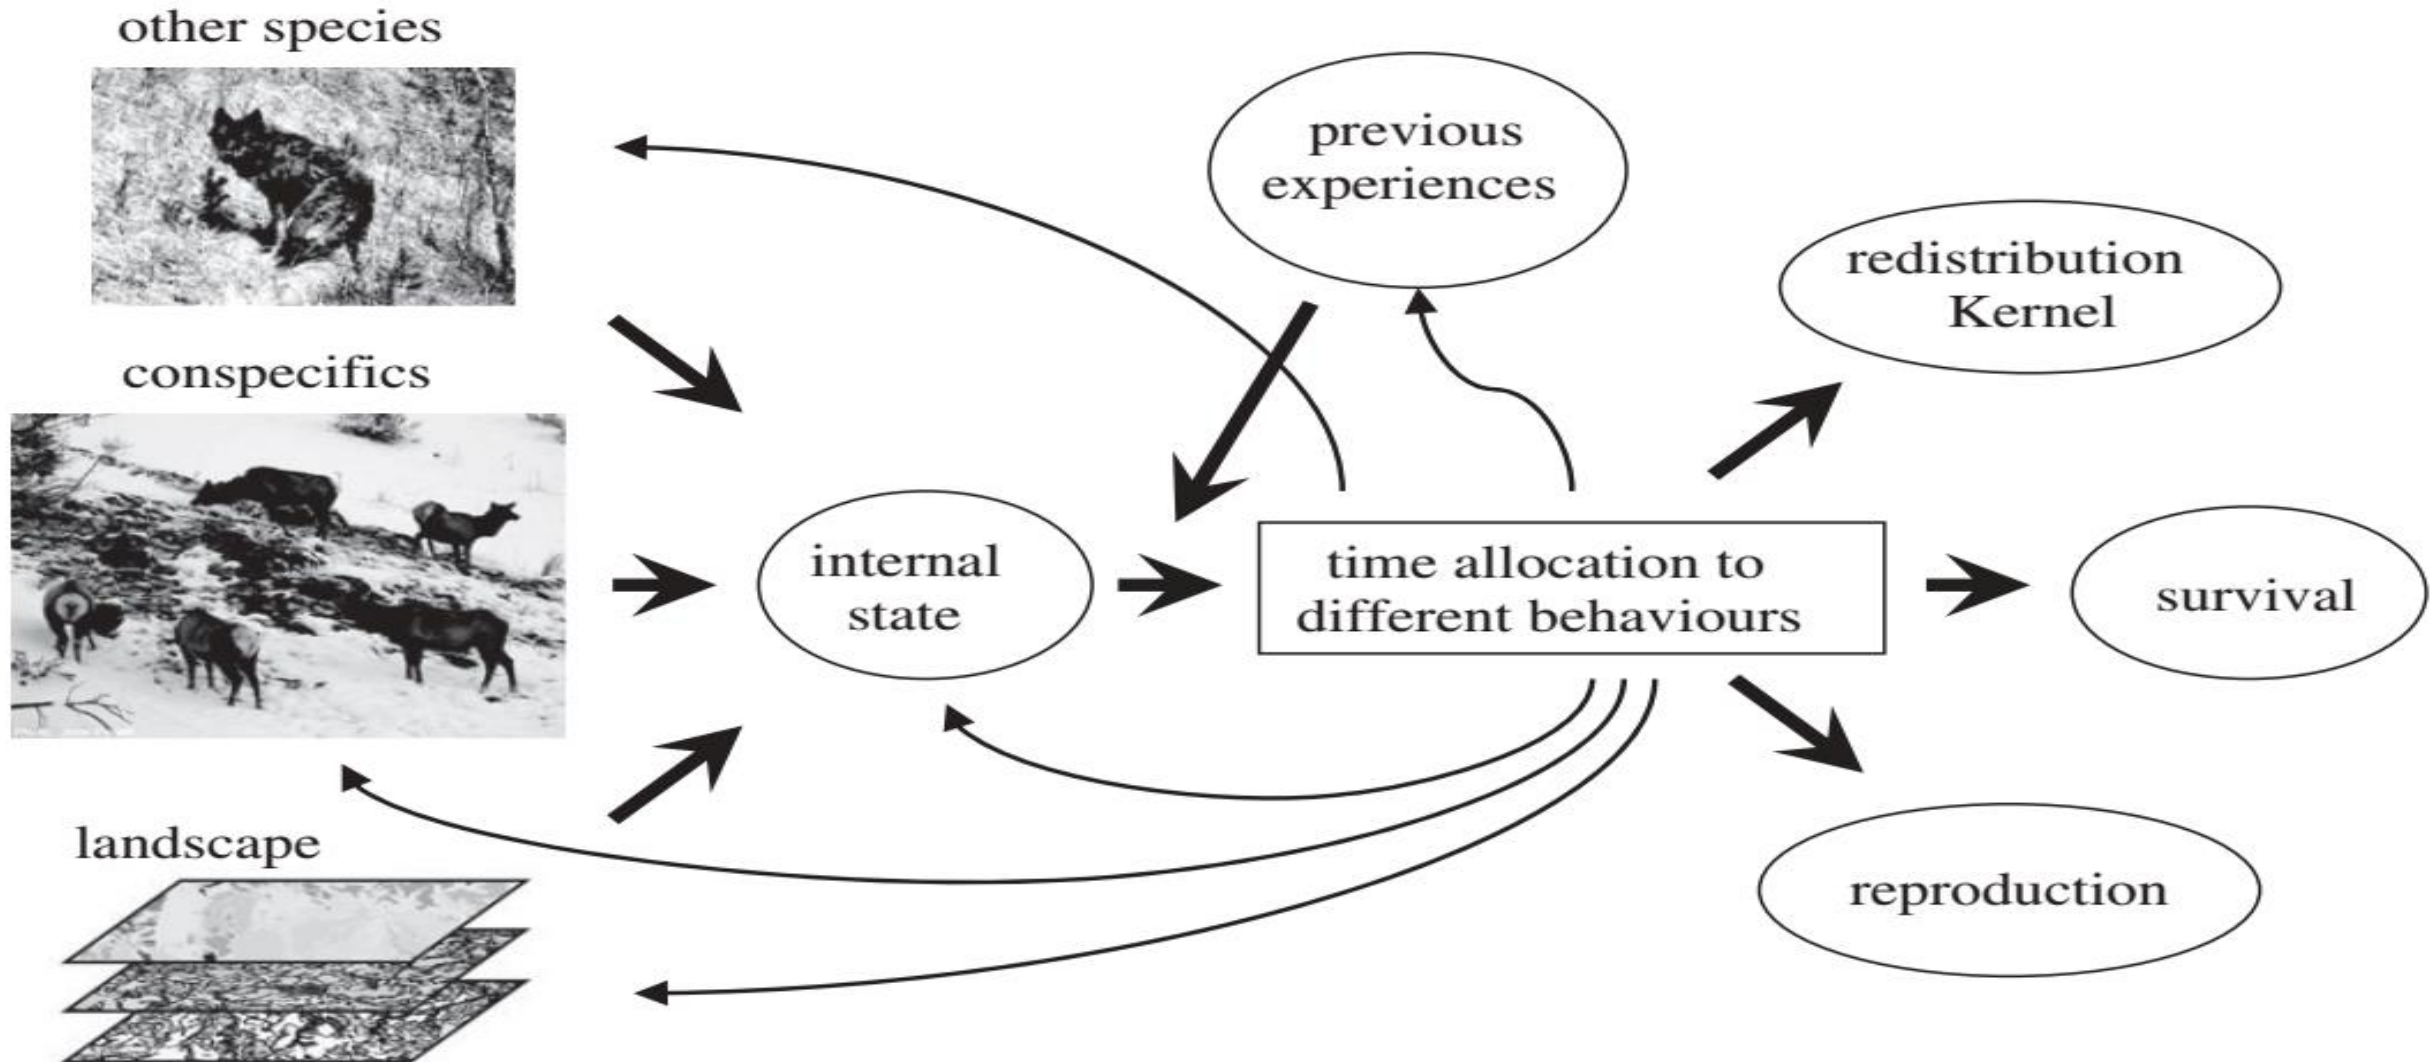 other species
conspecifics
landscape
internal
state
previous
experiences
time allocation to
different behaviours
redistribution
Kernel
survival
reproduction